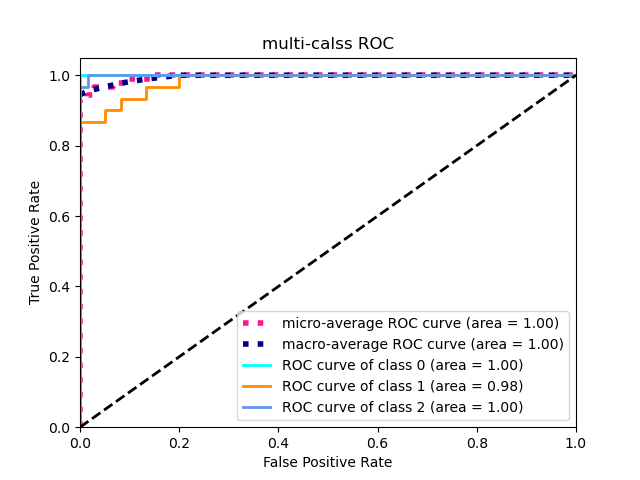 multi-calss ROC
True Positive Rate
1.0
0.8
0.6
0.4
0.2
0.0
micro-average ROC curve (area = 1.00)
macro-average ROC curve (area = 1.00)
ROC curve of class 0 (area = 1.00)
ROC curve of class 1 (area = 0.98)
ROC curve of class 2 (area = 1.00)
0.0 0.2 0.4 0.6 0.8 1.0
False Positive Rate